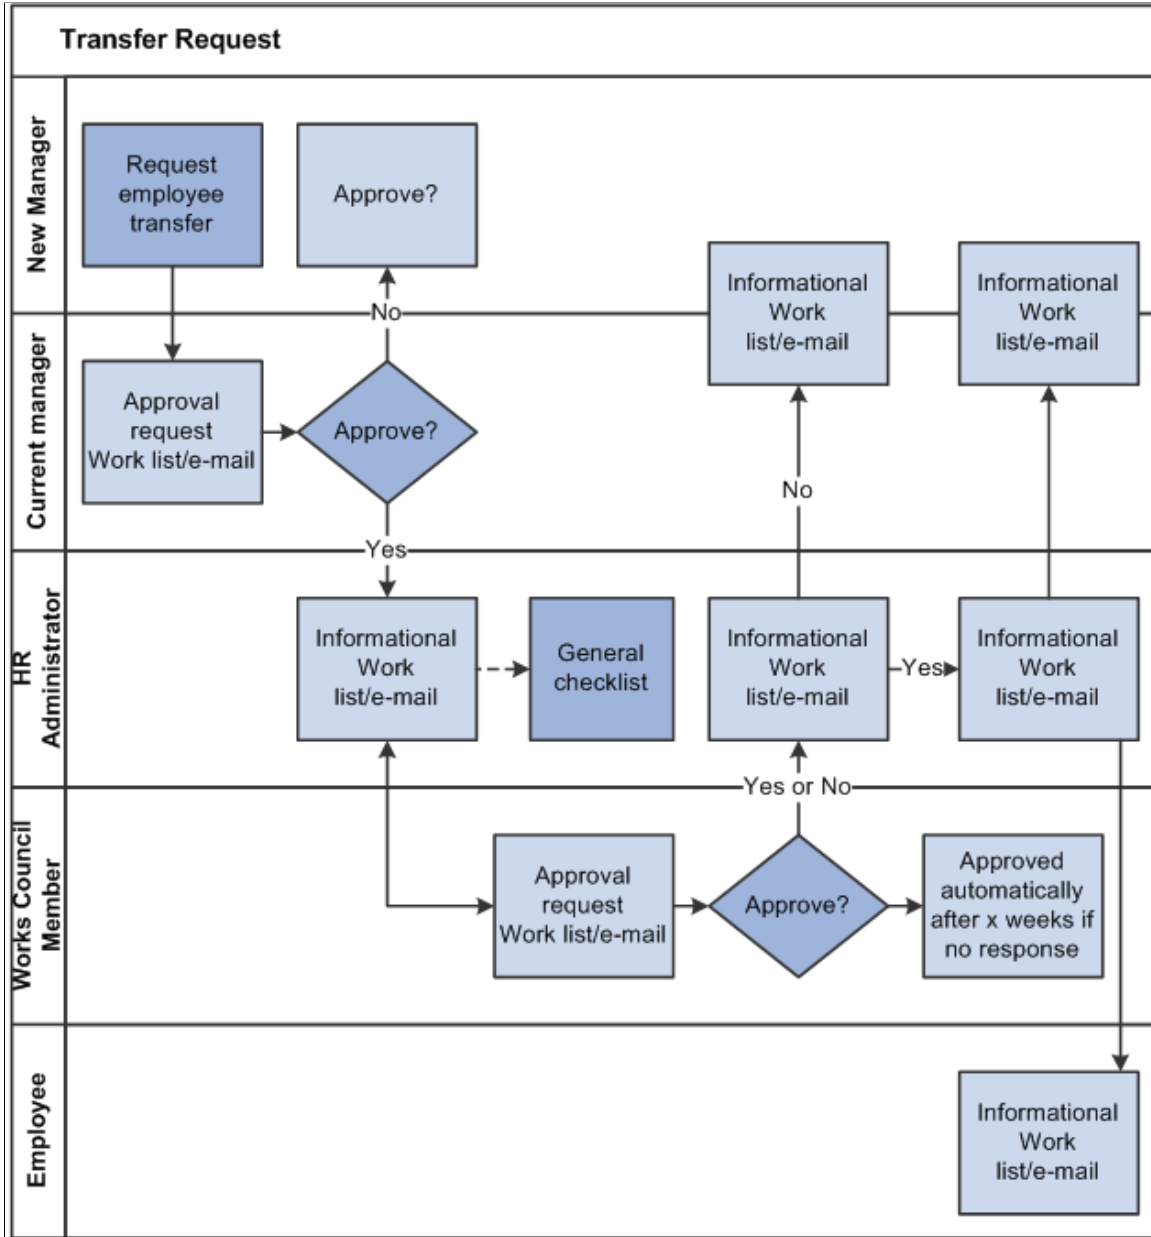 Transfer Request
New Manager
Request
employee
transfer
Approve?
Informational
Work
list/e-mail
Informational
Work
list/e-mail
No
Current manager
Approval
request
Work list/e-mail
Approve?
No
Yes
HR
Administrator
Informational
Work
list/e-mail
General
checklist
Informational
Work
list/e-mail
Yes
Informational
Work
list/e-mail
Yes or No
Works Council
Member
Approval
request
Work list/e-mail
Approve?
Approved
automatically
after x weeks if
no response
Employee
Informational
Work
list/e-mail